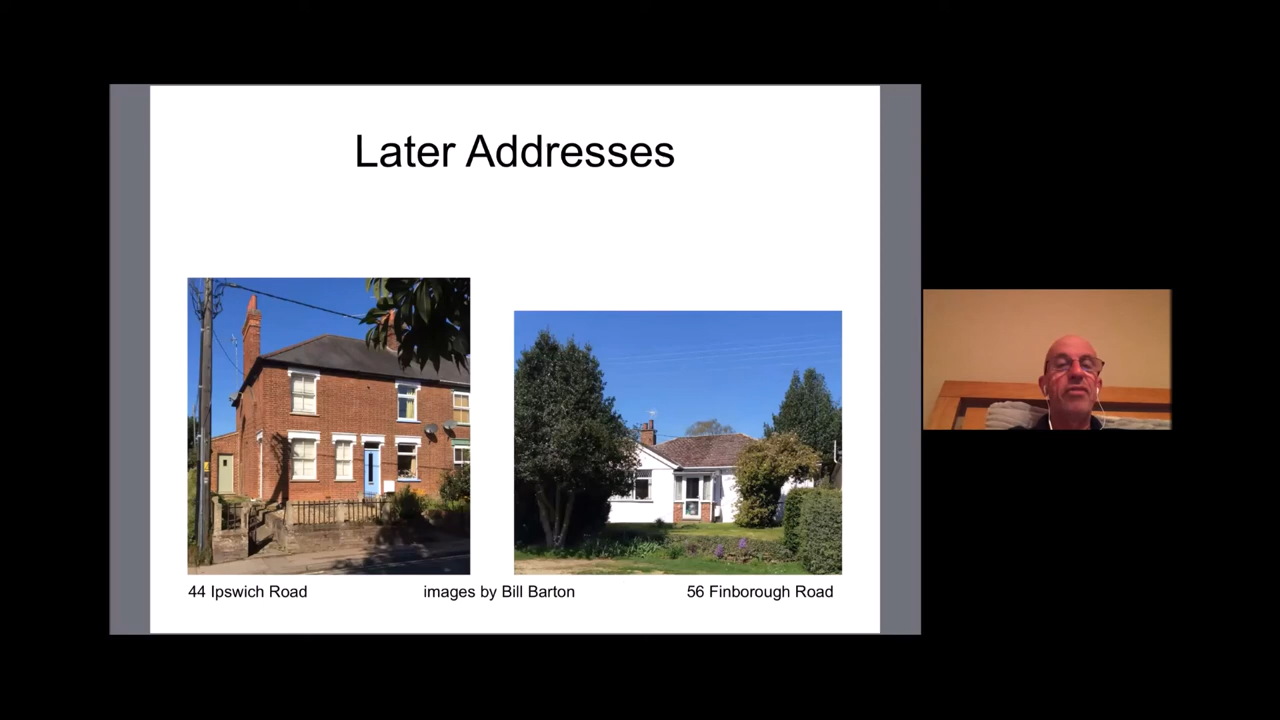 Later Addresses
44 Ipswich Road
images by Bill Barton
56 Finborough Road